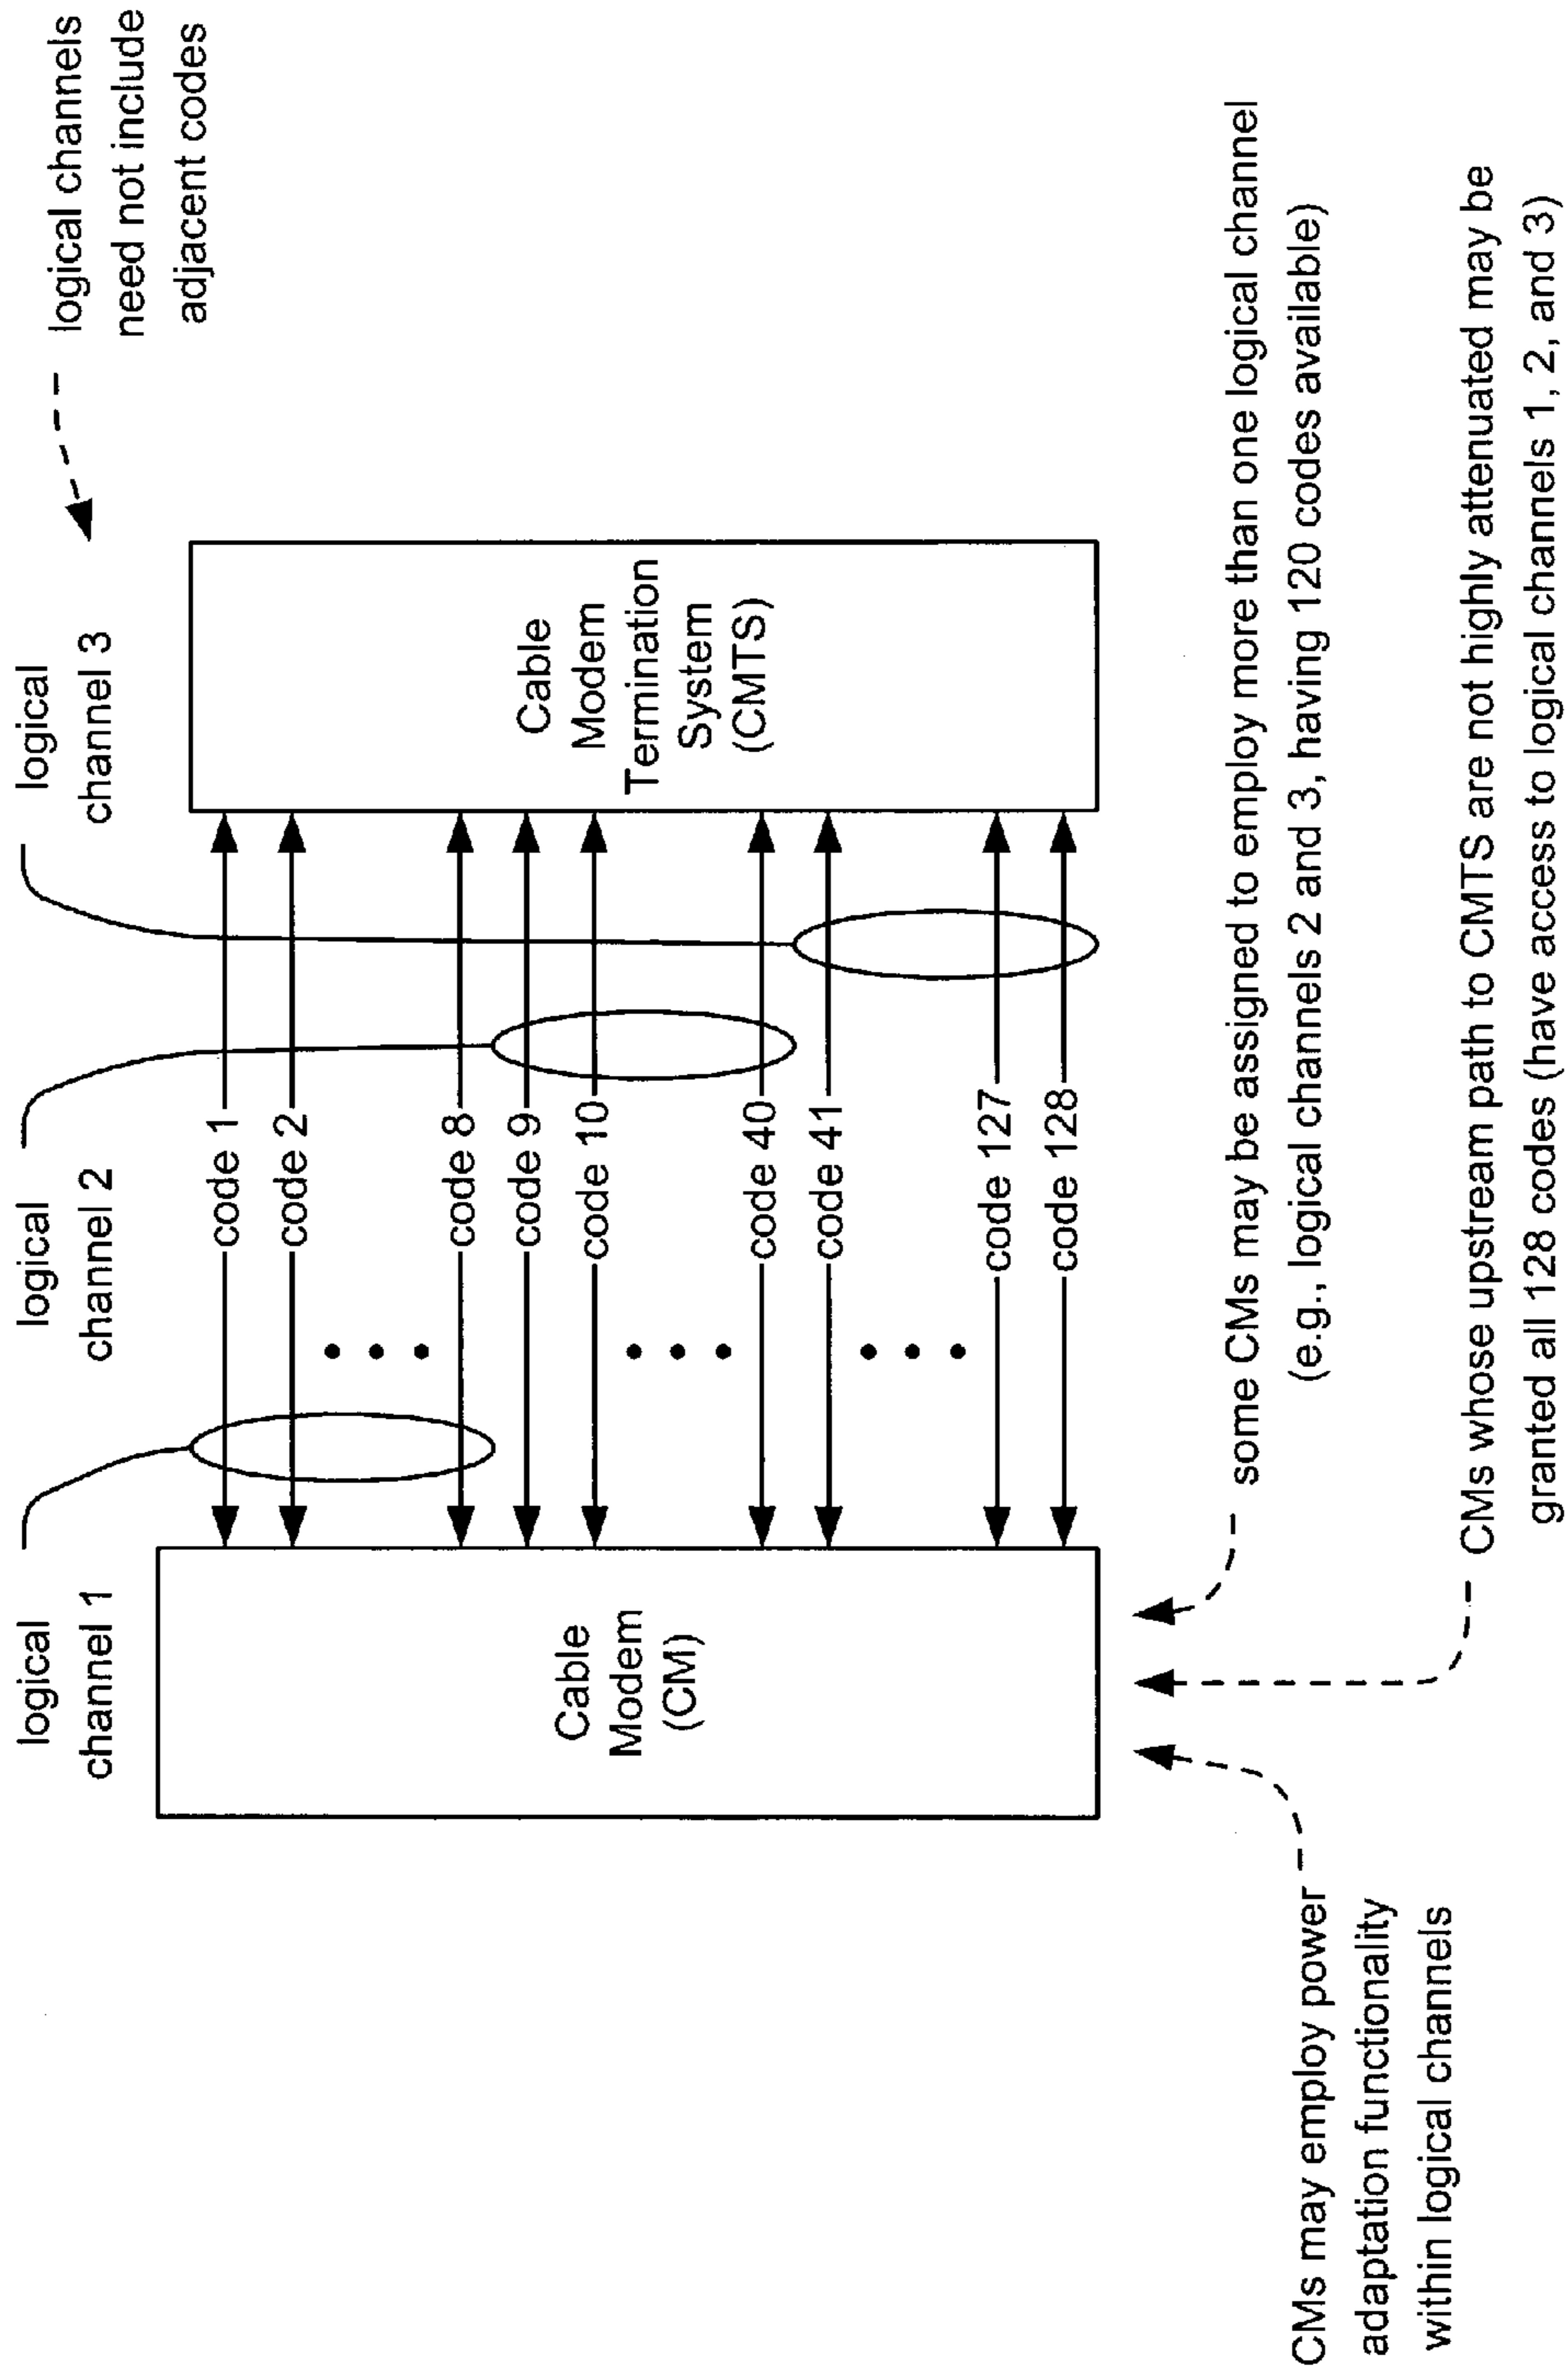 logical
channel 1
logical
channel 2
logical
channel 3
logical channels
need not include
adjacent codes
Cable
Modem
(CM)
code 1
code 2
code 8
code 9
code 10
code 40
code 41
code 127
code 128
Cable
Modem
Termination
System
(CMTS)
CMs may employ power
adaptation functionality
within logical channels
some CMs may be assigned to employ more than one logical channel
(e.g., logical channels 2 and 3, having 120 codes available)
CMs whose upstream path to CMTS are not highly attenuated may be
granted all 128 codes (have access to logical channels 1, 2, and 3)